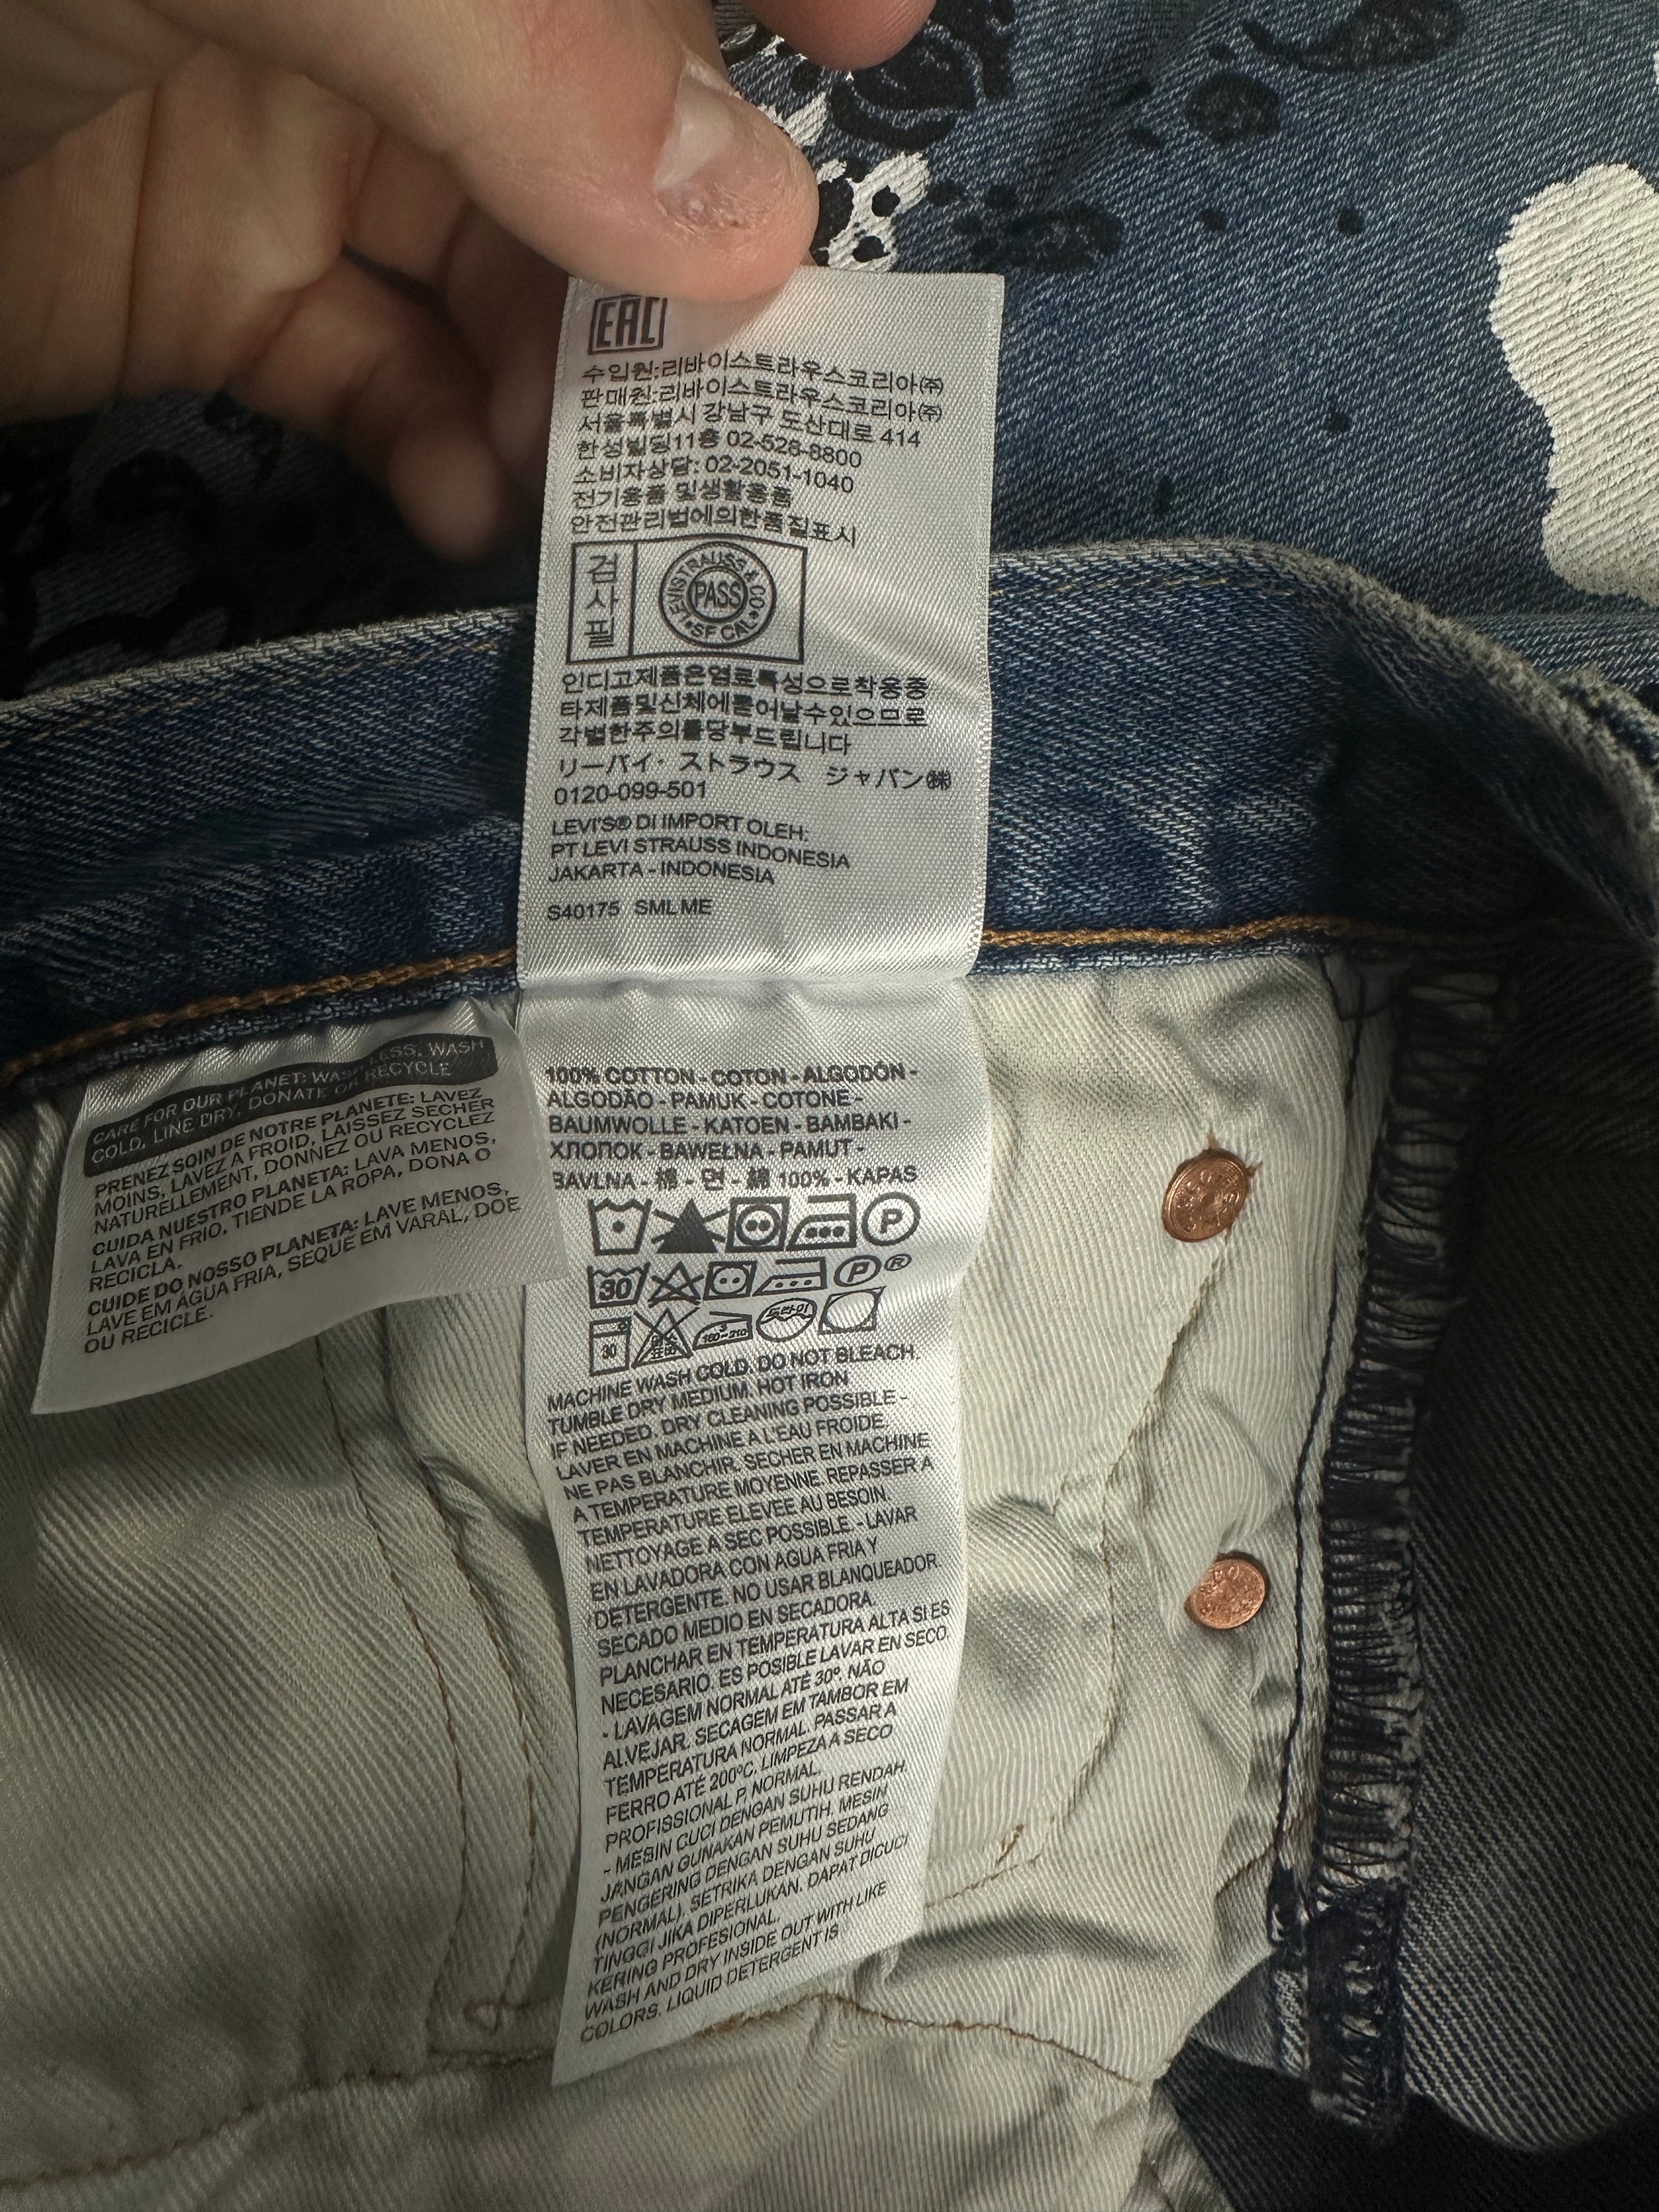 EAC
수입원:리바이스트라우스코리아㈜
판매원:리바이스트라우스코리아㈜
서울특별시 강남구 도산대로 414
한성빌딩11층 02-528-8800
소비자상담: 02-2051-1040
전기용품 및생활용품
안전관리법에의한품질표시
검
사
필
LEVI STRAUSS & CO
PASS
SF CAL
인디고제품은염료특성으로착용중
타제품및신체에묻어날수있으므로
각별한주의를당부드립니다
リーバイ・ストラウス ジャパン㈱
0120-099-501
LEVI'S® DI IMPORT OLEH:
PT LEVI STRAUSS INDONESIA
JAKARTA - INDONESIA
S40175 SML ME
CARE FOR OUR PLANET: WASH LESS, WASH
COLD, LINE DRY, DONATE OR RECYCLE
PRENEZ SOIN DE NOTRE PLANETE: LAVEZ
MOINS, LAVEZ A FROID, LAISSEZ SECHER
NATURELLEMENT, DONNEZ OU RECYCLEZ
CUIDA NUESTRO PLANETA: LAVA MENOS,
LAVA EN FRIO, TIENDE LA ROPA, DONA O
RECICLA.
CUIDE DO NOSSO PLANETA: LAVE MENOS,
LAVE EM ÁGUA FRIA, SEQUE EM VARAL, DOE
OU RECICLE.
100% COTTON - COTON - ALGODÓN -
ALGODÃO - PAMUK - COTONE -
BAUMWOLLE - KATOEN - BAMBAKI -
ХЛОПОК - BAWEŁNA - PAMUT -
BAVLNA - 棉 - 면 - 綿 100% - KAPAS
P
30 P ®
30 표백 3 180~210 드라이
MACHINE WASH COLD. DO NOT BLEACH.
TUMBLE DRY MEDIUM. HOT IRON
IF NEEDED. DRY CLEANING POSSIBLE -
LAVER EN MACHINE A L'EAU FROIDE.
NE PAS BLANCHIR. SECHER EN MACHINE
A TEMPERATURE MOYENNE. REPASSER A
TEMPERATURE ELEVEE AU BESOIN.
NETTOYAGE A SEC POSSIBLE. - LAVAR
EN LAVADORA CON AGUA FRIA Y
DETERGENTE. NO USAR BLANQUEADOR.
SECADO MEDIO EN SECADORA.
PLANCHAR EN TEMPERATURA ALTA SI ES
NECESARIO. ES POSIBLE LAVAR EN SECO
- LAVAGEM NORMAL ATÉ 30º. NÃO
ALVEJAR. SECAGEM EM TAMBOR EM
TEMPERATURA NORMAL. PASSAR A
FERRO ATÉ 200ºC. LIMPEZA A SECO
PROFISSIONAL P, NORMAL.
- MESIN CUCI DENGAN SUHU RENDAH.
JANGAN GUNAKAN PEMUTIH. MESIN
PENGERING DENGAN SUHU SEDANG
(NORMAL). SETRIKA DENGAN SUHU
TINGGI JIKA DIPERLUKAN. DAPAT DICUCI
KERING PROFESIONAL.
WASH AND DRY INSIDE OUT WITH LIKE
COLORS. LIQUID DETERGENT IS